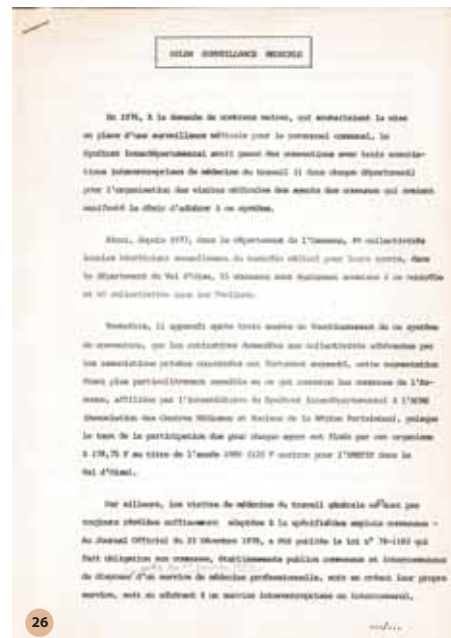 BILAN SURVEILLANCE MEDICALE
En 1976, à la demande de nombreux maires, qui souhaitaient la mise
en place d'une surveillance médicale pour le personnel communal, le
Syndicat Interdépartemental avait passé des conventions avec trois associa-
tions interentreprises de médecine du travail (1 dans chaque département)
pour l'organisation des visites médicales des agents des communes qui avaient
manifesté le désir d'adhérer à ce système.
Ainsi, depuis 1977, dans le département de l'Essonne, collectivités
locales bénéficient annuellement du contrôle médical pour leurs agents, dans
le département du Val d'Oise, communes sont également soumises à ce contrôle
et collectivités dans les Yvelines.
Toutefois, il apparaît après trois années de fonctionnement de ce système
de convention, que les cotisations demandées aux collectivités adhérentes par
les associations privées concernées ont fortement augmenté, cette augmentation
étant plus particulièrement sensible en ce qui concerne les communes de l'Es-
sonne, affiliées par l'intermédiaire du Syndicat Interdépartemental à l'ACMS
(Association des Centres Médicaux et Sociaux de la Région Parisienne), puisque
le taux de la participation due pour chaque agent est fixée par cet organisme
à 178,75 F au titre de l'année 1980 (120 F environ pour dans le
Val d'Oise).
Par ailleurs, les visites de médecine du travail générale pas
toujours révélées suffisamment adaptées à la spécificité emplois communaux -
Au Journal Officiel du Décembre 1978, a été publiée la loi n° 78-1183 qui
fait obligation aux communes, établissements publics communaux et intercommunaux
de disposer d'un service de médecine professionnelle, soit en créant leur propre
service, soit en adhérant à un service interentreprises ou intercommunal.
.../...
26